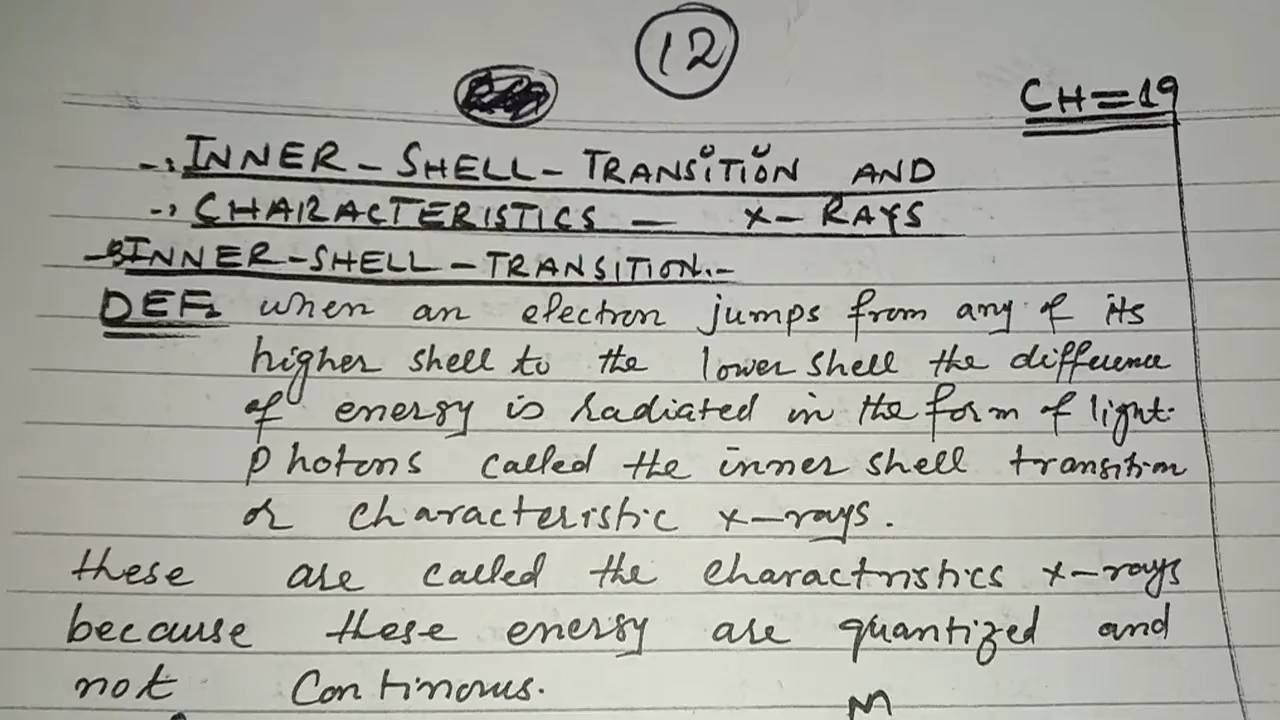 12
CH=19
-: INNER-SHELL-TRANSITION AND
-> CHARACTERISTICS - X-RAYS
INNER-SHELL-TRANSITION.-
DEF: when an electron jumps from any of its
higher shell to the lower shell the difference
of energy is radiated in the form of light
photons called the inner shell transition
or characteristic x-rays.
these are called the charactristics x-rays
because these energy are quantized and
not Continous.
M